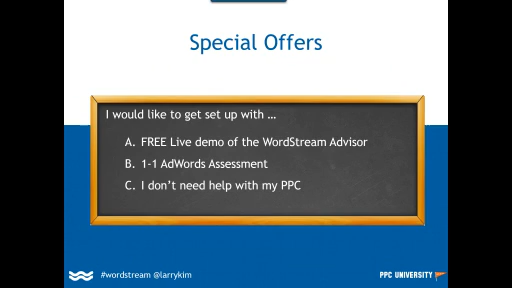 Special Offers
I would like to get set up with …
A. FREE Live demo of the WordStream Advisor
B. 1-1 AdWords Assessment
C. I don't need help with my PPC
#wordstream @larrykim
PPC UNIVERSITY